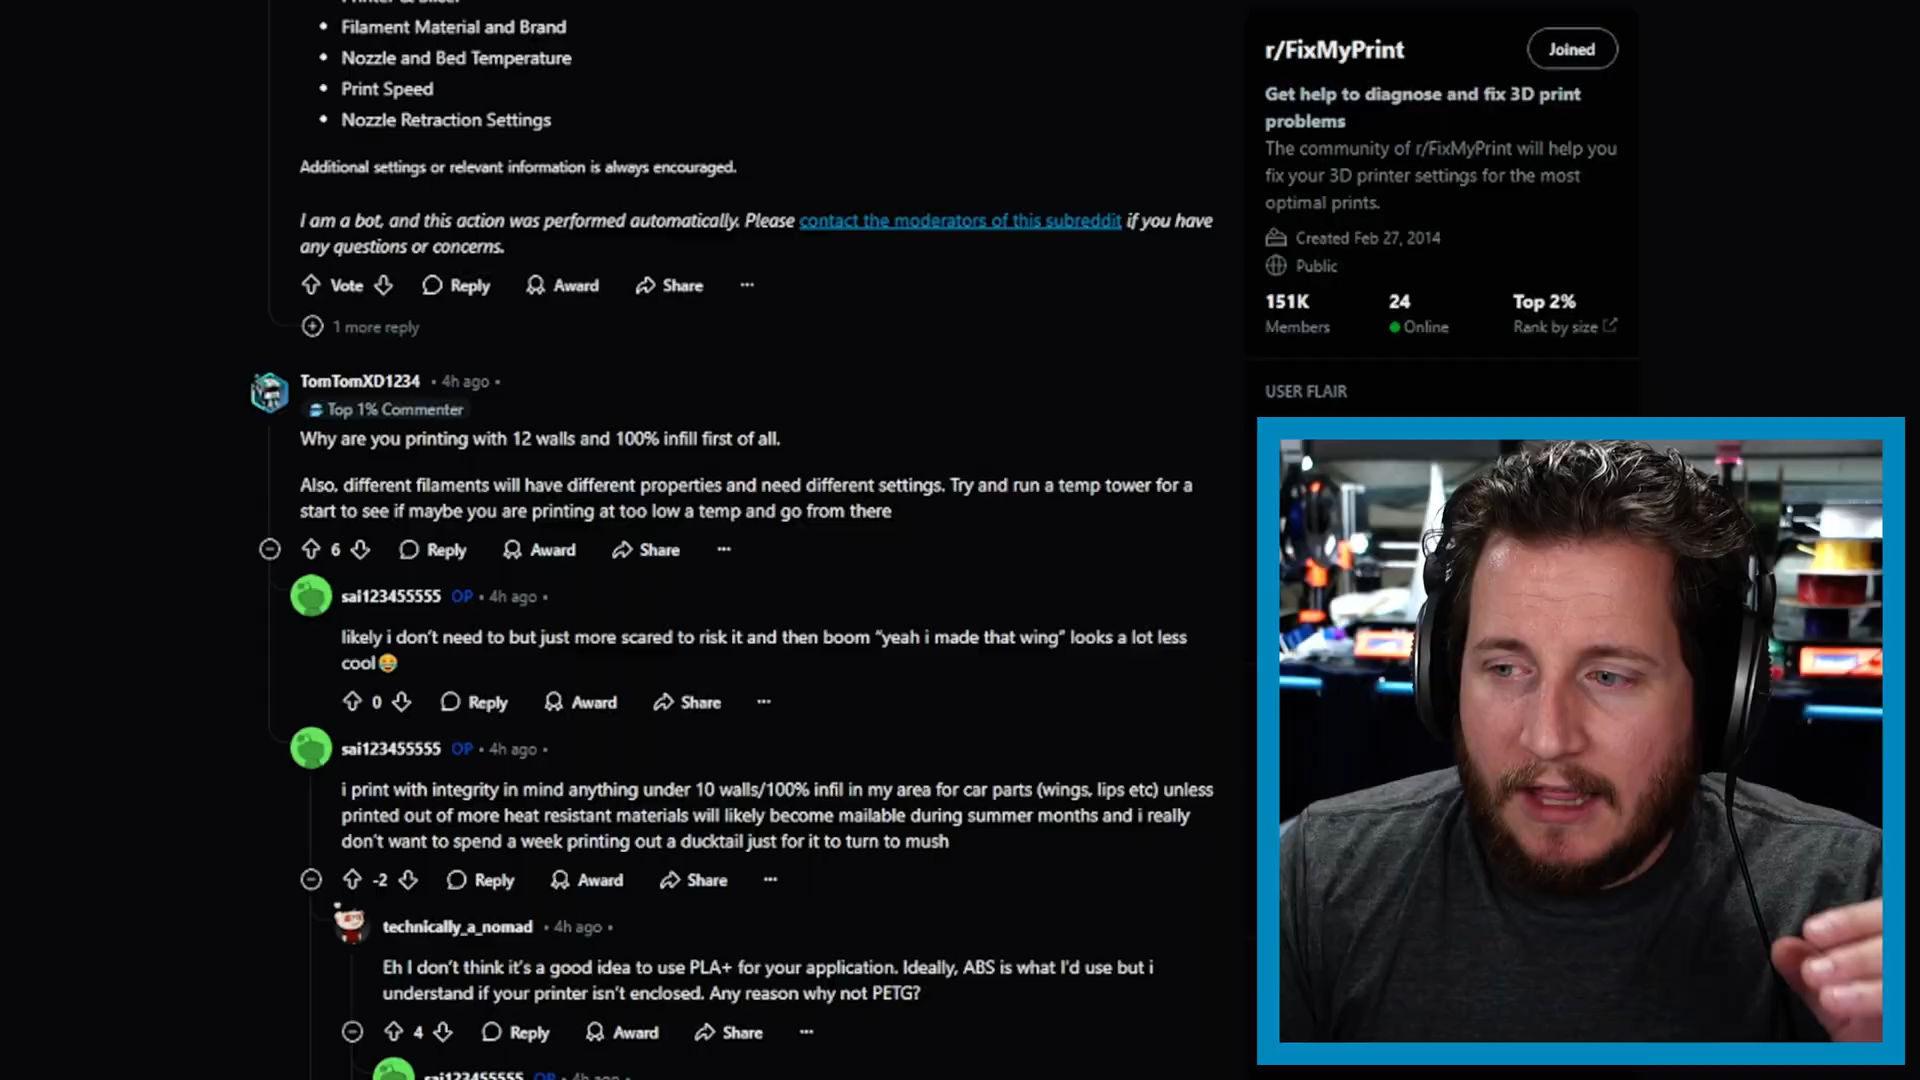 Filament Material and Brand
Nozzle and Bed Temperature
Print Speed
Nozzle Retraction Settings
Additional settings or relevant information is always encouraged.
I am a bot, and this action was performed automatically. Please contact the moderators of this subreddit if you have
any questions or concerns.
Vote Reply Award Share
1 more reply
TomTomXD1234 • 4h ago •
Top 1% Commenter
Why are you printing with 12 walls and 100% infill first of all.
Also, different filaments will have different properties and need different settings. Try and run a temp tower for a
start to see if maybe you are printing at too low a temp and go from there
6 Reply Award Share
sai123455555 OP • 4h ago •
likely i don't need to but just more scared to risk it and then boom “yeah i made that wing” looks a lot less
cool😂
0 Reply Award Share
sai123455555 OP • 4h ago •
i print with integrity in mind anything under 10 walls/100% infil in my area for car parts (wings, lips etc) unless
printed out of more heat resistant materials will likely become mailable during summer months and i really
don't want to spend a week printing out a ducktail just for it to turn to mush
-2 Reply Award Share
technically_a_nomad • 4h ago •
Eh I don't think it's a good idea to use PLA+ for your application. Ideally, ABS is what I'd use but i
understand if your printer isn't enclosed. Any reason why not PETG?
4 Reply Award Share
sai123455555 OP • 4h ago •
r/FixMyPrint
Joined
Get help to diagnose and fix 3D print
problems
The community of r/FixMyPrint will help you
fix your 3D printer settings for the most
optimal prints.
Created Feb 27, 2014
Public
151K 24 Top 2%
Members Online Rank by size
USER FLAIR